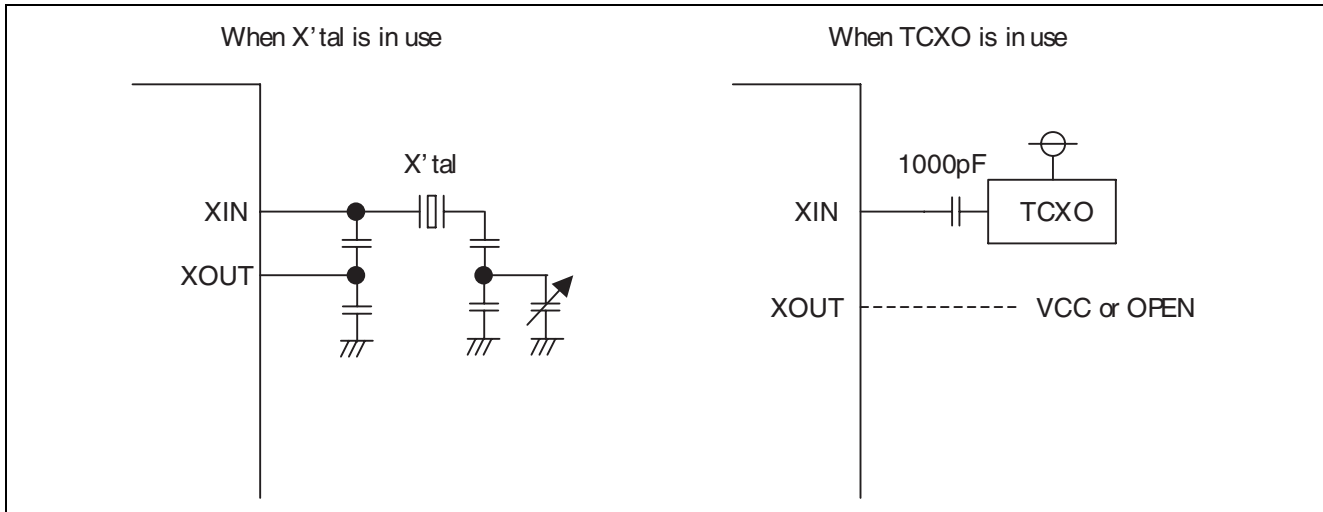 When X'tal is in use
When TCXO is in use
X'tal
XIN
XOUT
1000pF
XIN
TCXO
XOUT
VCC or OPEN